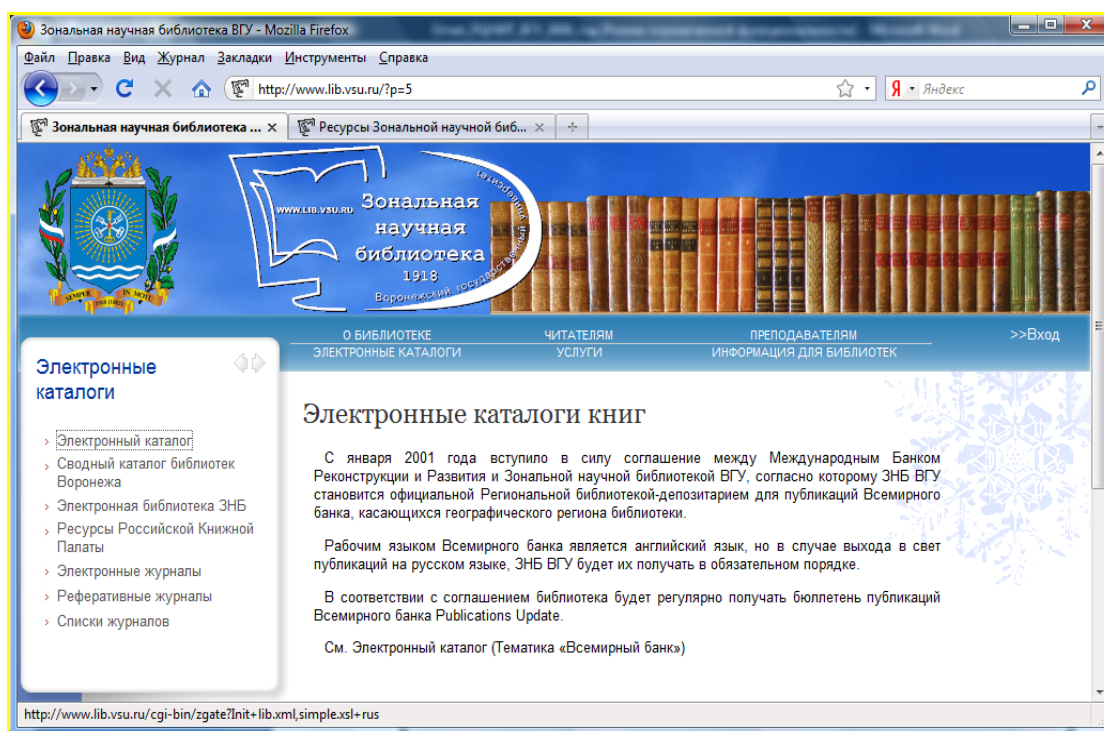 Зональная научная библиотека ВГУ - Mozilla Firefox
Файл Правка Вид Журнал Закладки Инструменты Справка
http://www.lib.vsu.ru/?p=5
Я Яндекс
Зональная научная библиотека ...
Ресурсы Зональной научной биб...
WWW.LIB.VSU.RU
Зональная
научная
библиотека
1918
Воронежский государственный университет
SEMPER IN MOTU
О БИБЛИОТЕКЕ ЧИТАТЕЛЯМ ПРЕПОДАВАТЕЛЯМ >>Вход
ЭЛЕКТРОННЫЕ КАТАЛОГИ УСЛУГИ ИНФОРМАЦИЯ ДЛЯ БИБЛИОТЕК
Электронные
каталоги
Электронный каталог
Сводный каталог библиотек
Воронежа
Электронная библиотека ЗНБ
Ресурсы Российской Книжной
Палаты
Электронные журналы
Реферативные журналы
Списки журналов
Электронные каталоги книг
С января 2001 года вступило в силу соглашение между Международным Банком
Реконструкции и Развития и Зональной научной библиотекой ВГУ, согласно которому ЗНБ ВГУ
становится официальной Региональной библиотекой-депозитарием для публикаций Всемирного
банка, касающихся географического региона библиотеки.
Рабочим языком Всемирного банка является английский язык, но в случае выхода в свет
публикаций на русском языке, ЗНБ ВГУ будет их получать в обязательном порядке.
В соответствии с соглашением библиотека будет регулярно получать бюллетень публикаций
Всемирного банка Publications Update.
См. Электронный каталог (Тематика «Всемирный банк»)
http://www.lib.vsu.ru/cgi-bin/zgate?Init+lib.xml,simple.xsl+rus